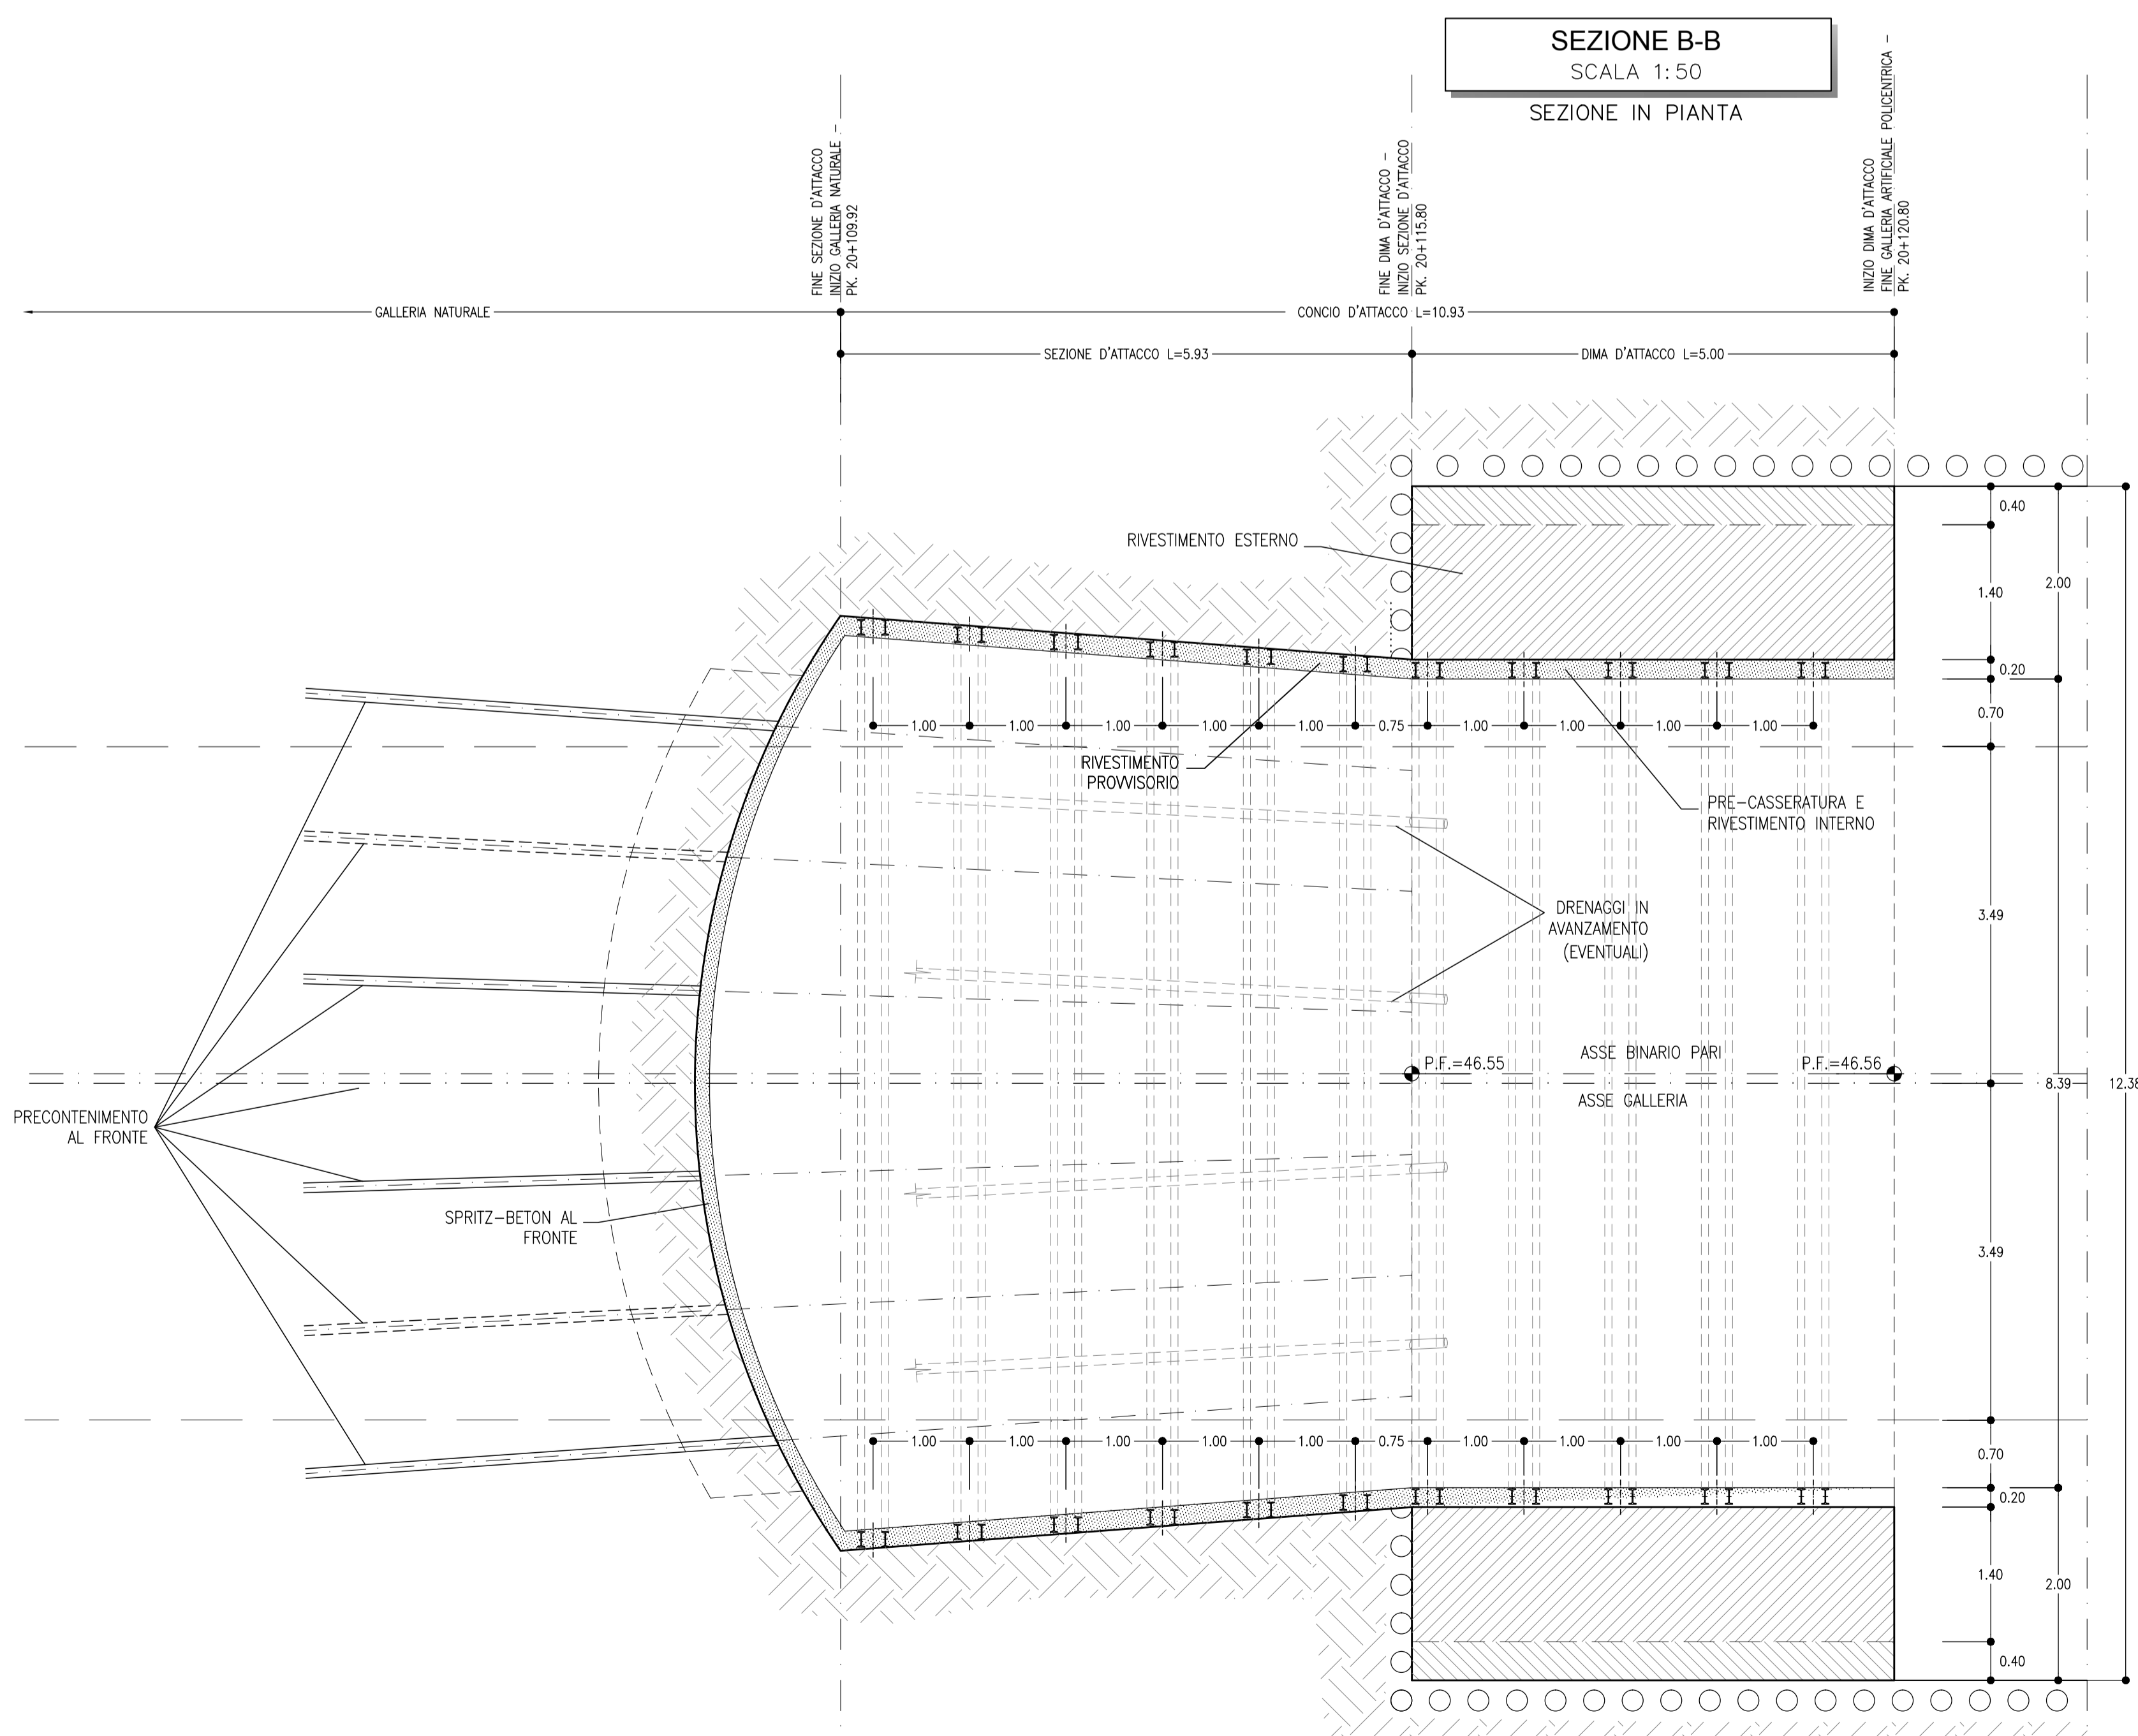 SEZIONE B-B
SCALA 1:50
SEZIONE IN PIANTA
FINE SEZIONE D'ATTACCO
INIZIO GALLERIA NATURALE –
PK. 20+109.92
FINE DIMA D'ATTACCO –
INIZIO SEZIONE D'ATTACCO
PK. 20+115.80
INIZIO DIMA D'ATTACCO
FINE GALLERIA ARTIFICIALE POLICENTRICA –
PK. 20+120.80
GALLERIA NATURALE
CONCIO D'ATTACCO L=10.93
SEZIONE D'ATTACCO L=5.93
DIMA D'ATTACCO L=5.00
RIVESTIMENTO ESTERNO
0.40
1.40
2.00
0.20
0.70
1.00 1.00 1.00 1.00 1.00 0.75 1.00 1.00 1.00 1.00
RIVESTIMENTO
PROVVISORIO
PRE-CASSERATURA E
RIVESTIMENTO INTERNO
DRENAGGI IN
AVANZAMENTO
(EVENTUALI)
3.49
P.F.=46.55
ASSE BINARIO PARI
P.F.=46.56
ASSE GALLERIA
8.39
12.38
PRECONTENIMENTO
AL FRONTE
SPRITZ-BETON AL
FRONTE
3.49
1.00 1.00 1.00 1.00 1.00 0.75 1.00 1.00 1.00 1.00
0.70
0.20
1.40
2.00
0.40